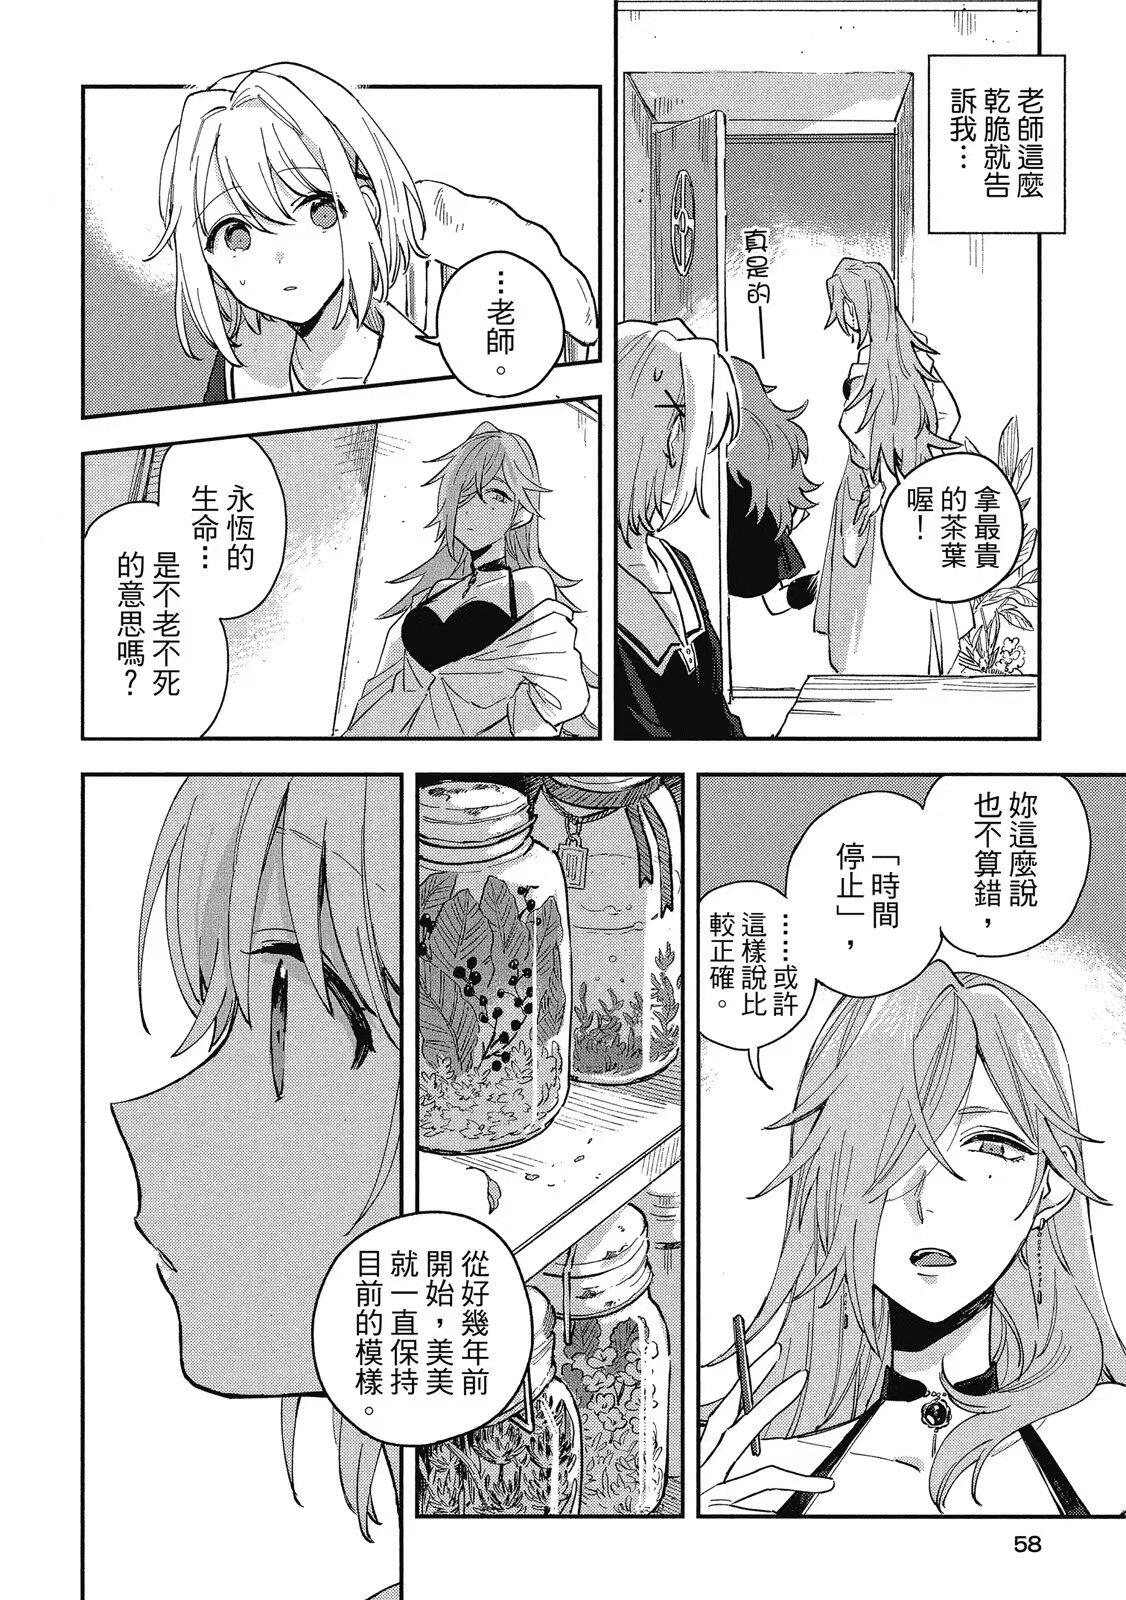 老師這麼
乾脆就告
訴我…
真是的——
拿最貴
的茶葉
喔！
…老師。
永恆的
生命…
是不老不死
的意思嗎？
妳這麼說
也不算錯，
「時間
停止」，
……或許
這樣說比
較正確。
從好幾年前
開始，美美
就一直保持
目前的模樣。
58